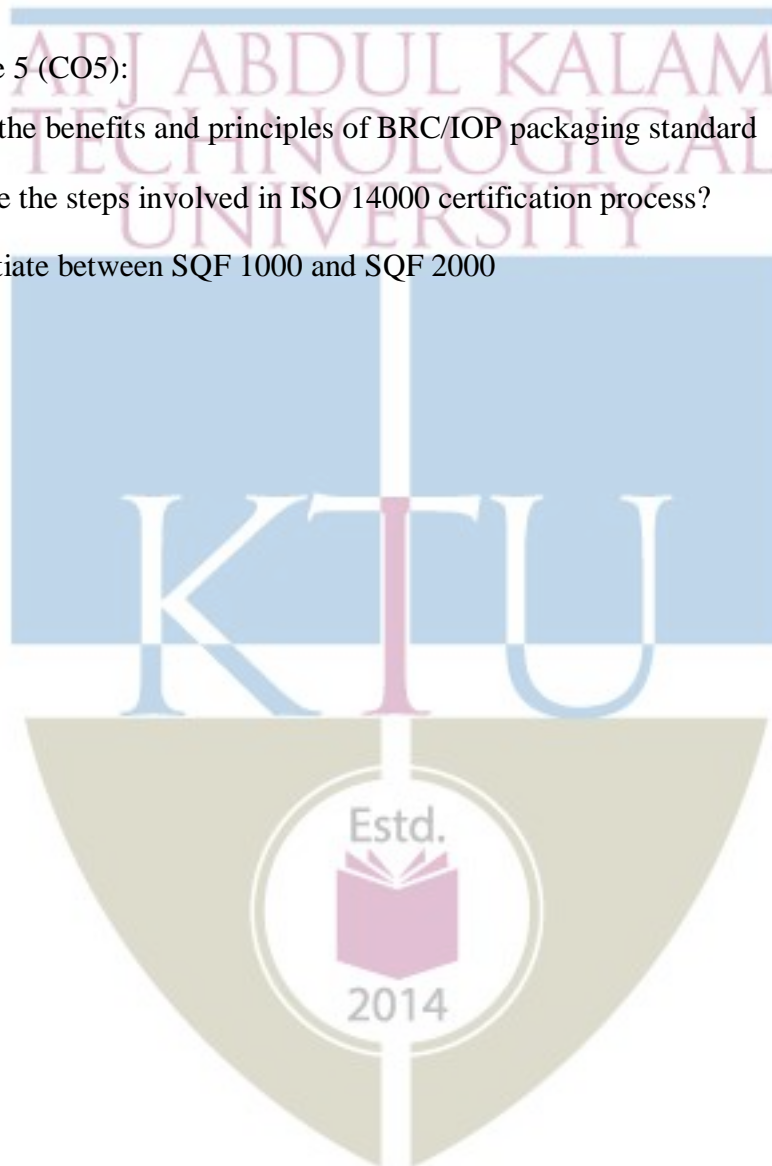 APJ ABDUL KALAM
TECHNOLOGICAL
UNIVERSITY
e 5 (CO5):
the benefits and principles of BRC/IOP packaging standard
e the steps involved in ISO 14000 certification process?
tiate between SQF 1000 and SQF 2000
KTU
Estd.
2014